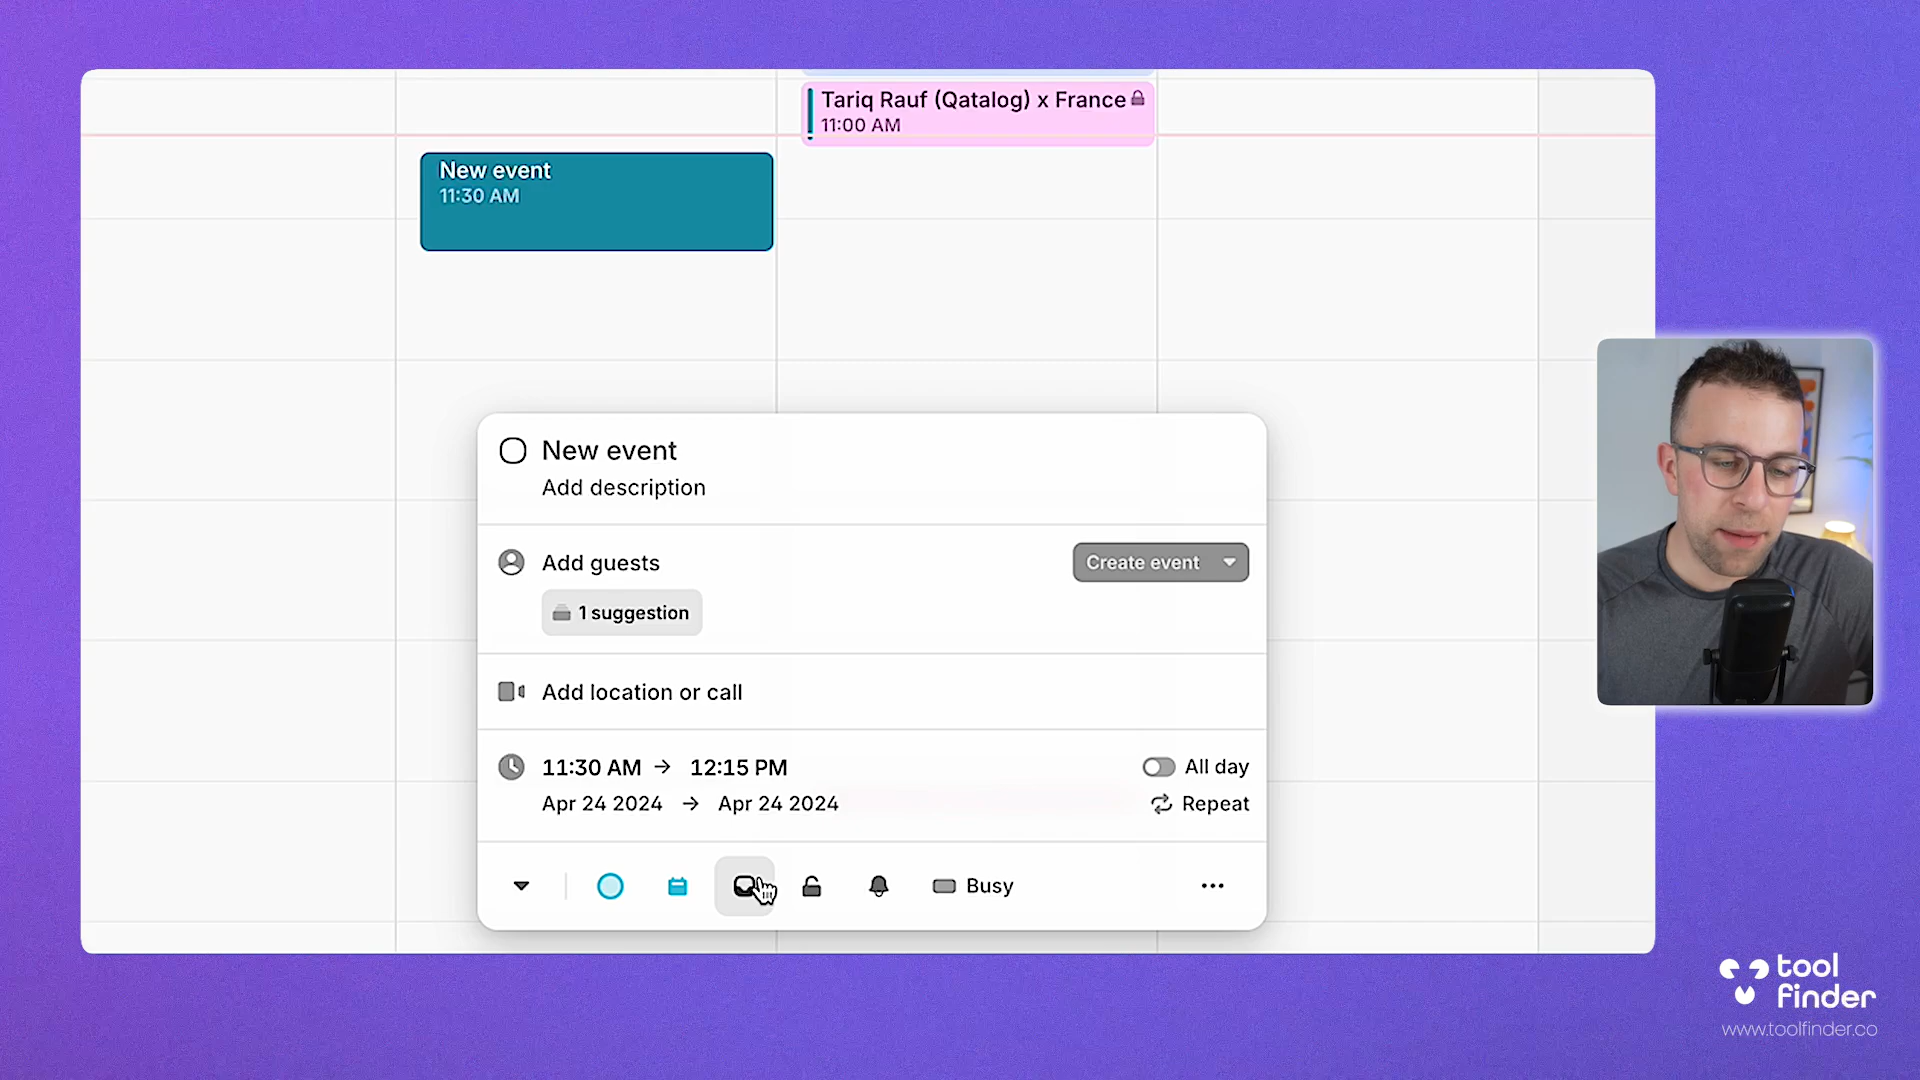 Tariq Rauf (Qatalog) x France
11:00 AM
New event
11:30 AM
New event
Add description
Add guests
Create event
1 suggestion
Add location or call
11:30 AM → 12:15 PM
All day
Apr 24 2024 → Apr 24 2024
Repeat
Busy
tool
finder
www.toolfinder.co